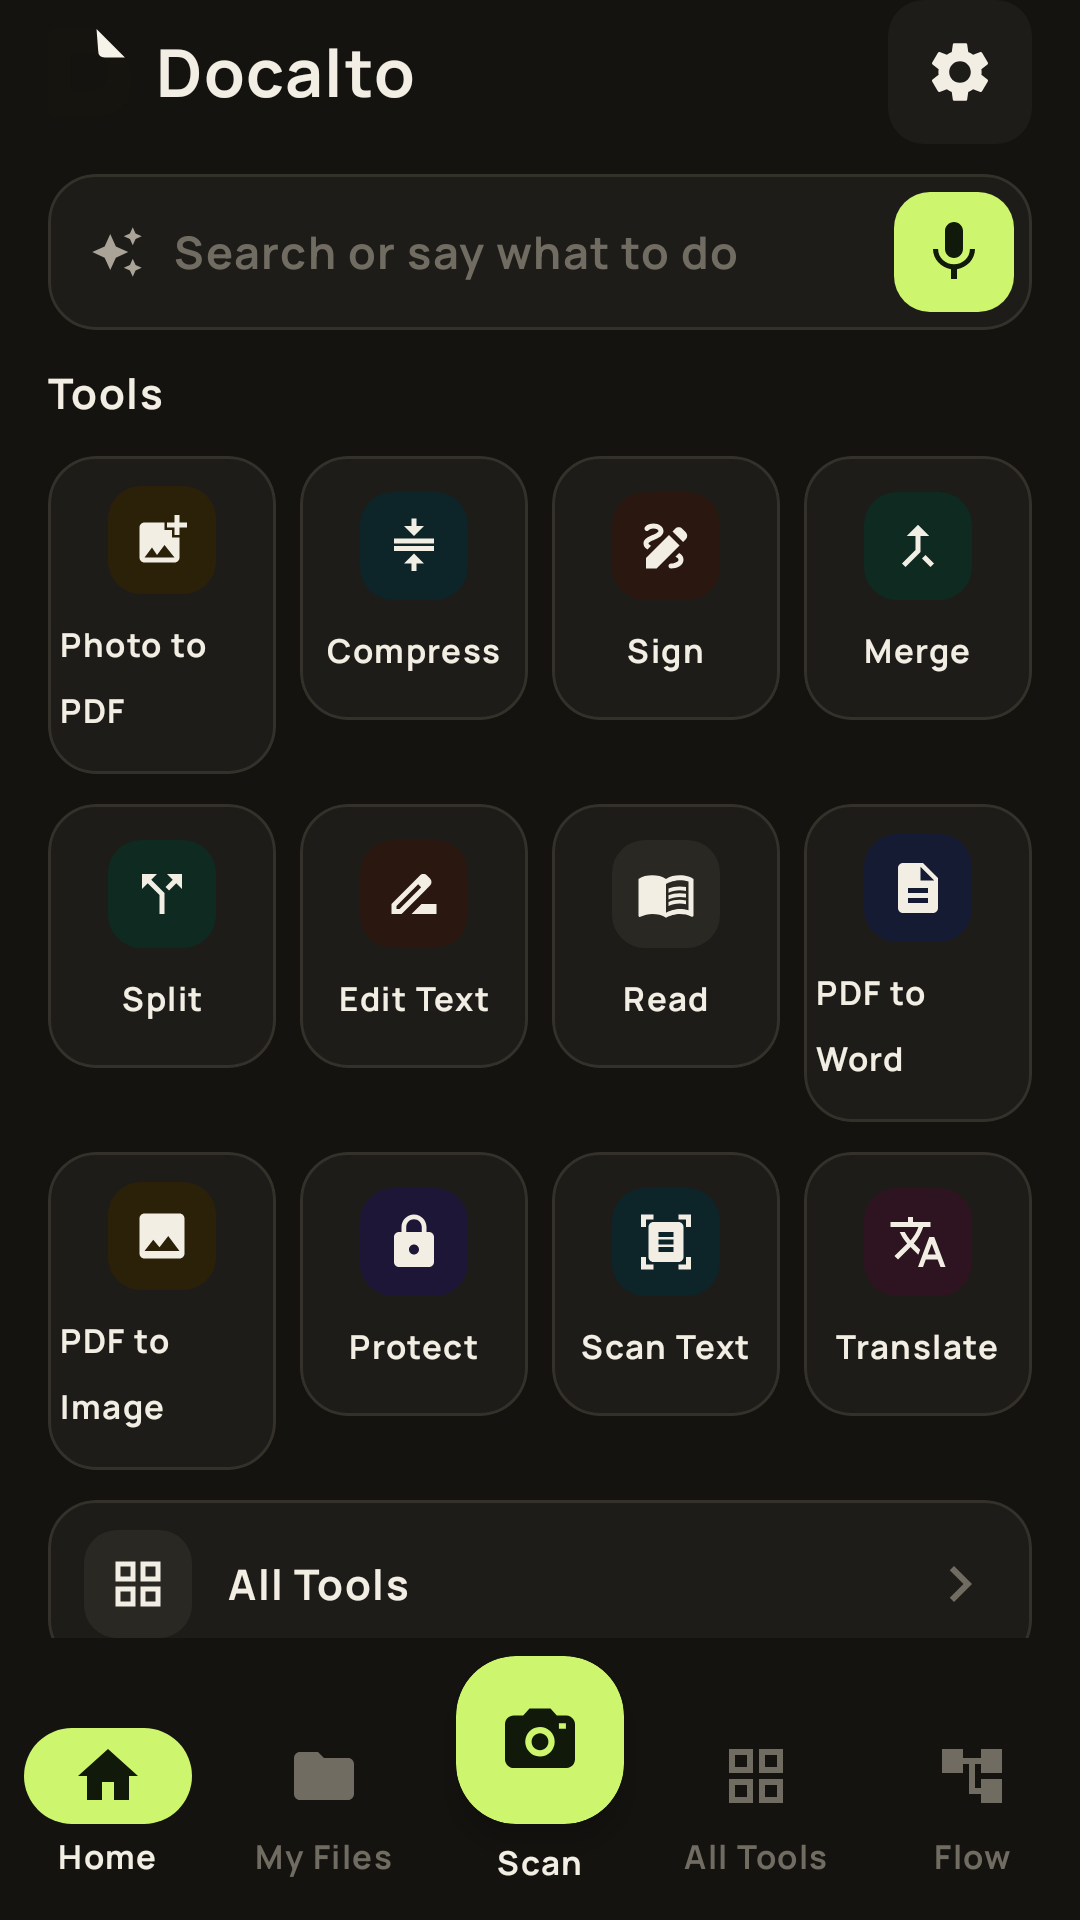 Docalto
Search or say what to do
Tools
Photo to
PDF
Compress
Sign
Merge
Split
Edit Text
Read
PDF to
Word
PDF to
Image
Protect
Scan Text
Translate
All Tools
Home
My Files
Scan
All Tools
Flow